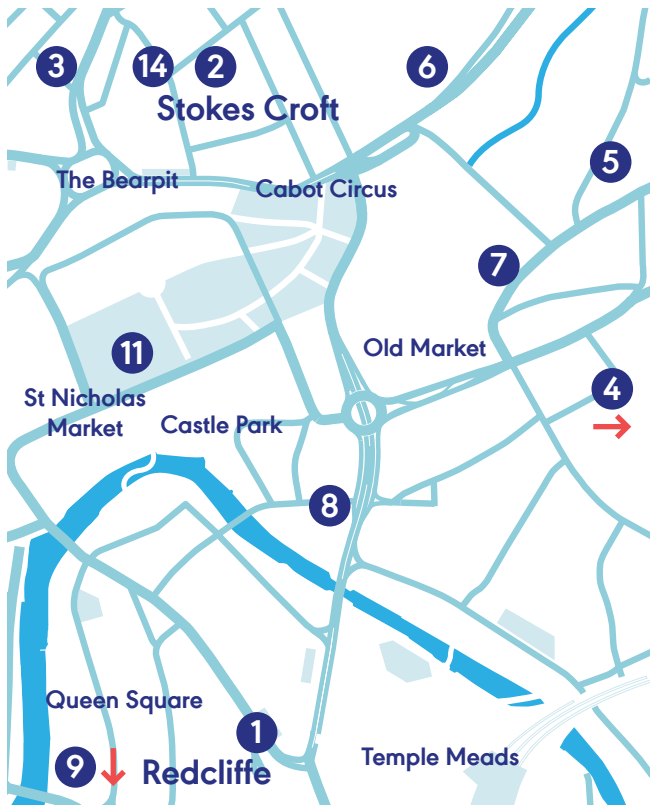 3
14
2
6
Stokes Croft
5
The Bearpit
Cabot Circus
7
11
Old Market
4
St Nicholas
Market
Castle Park
8
Queen Square
1
9
Redcliffe
Temple Meads